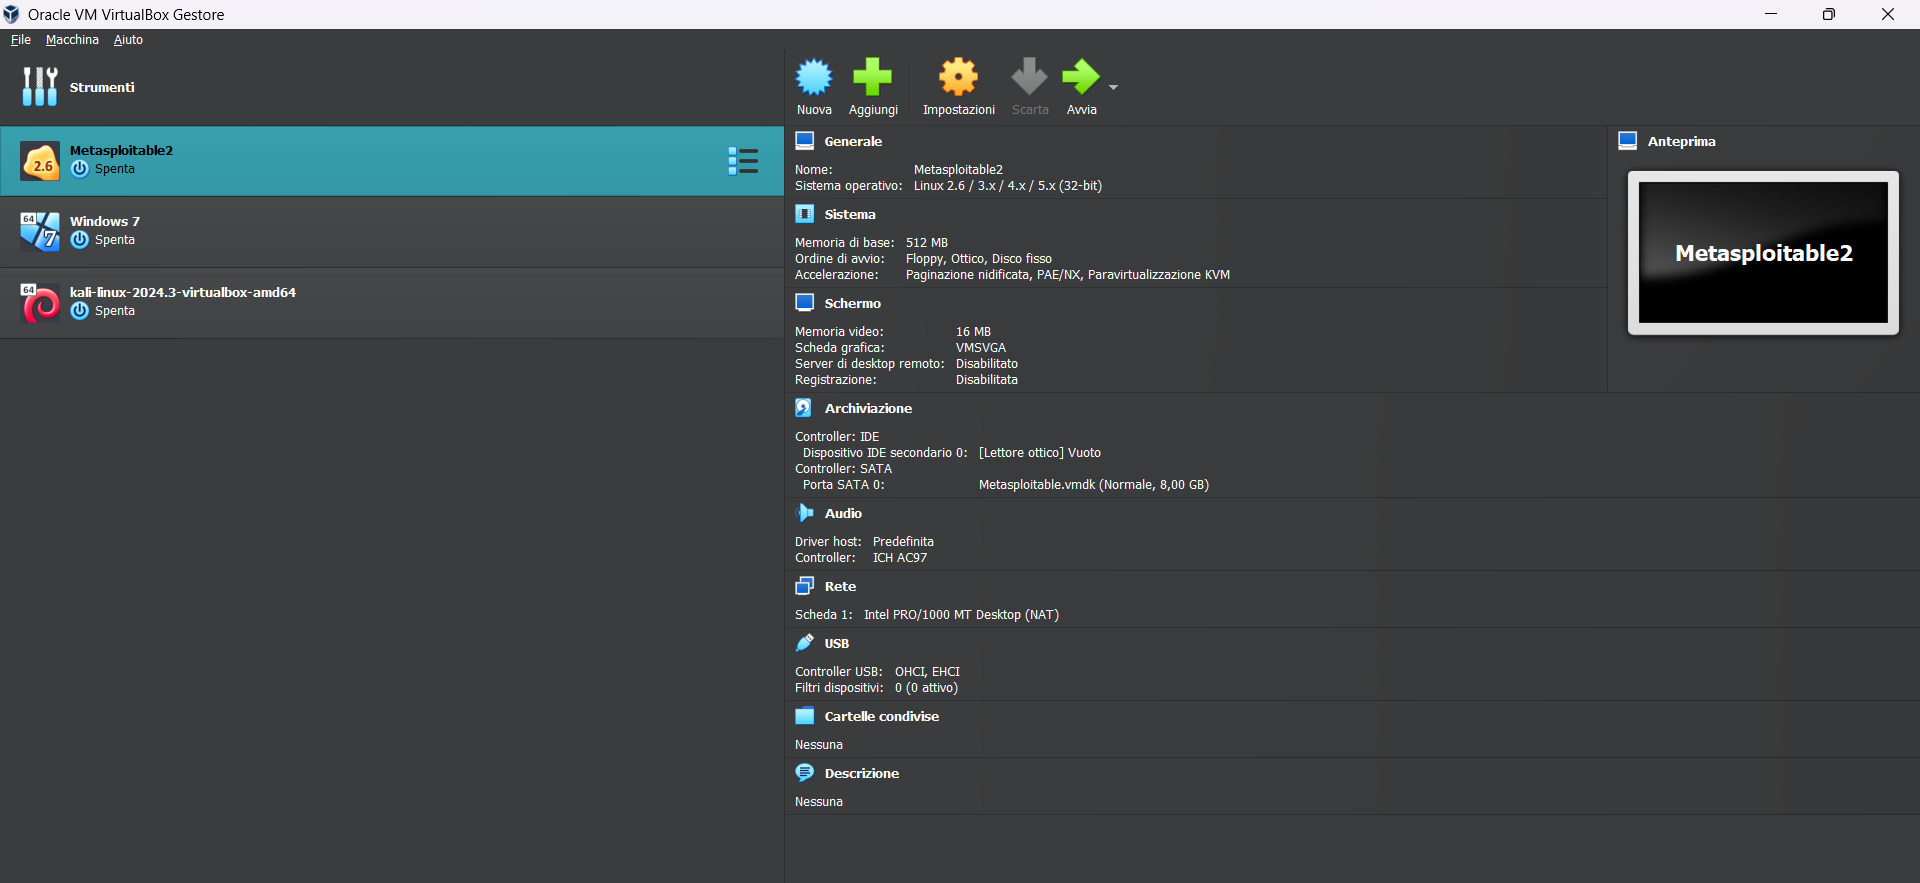 Oracle VM VirtualBox Gestore
File Macchina Aiuto
Strumenti
Nuova Aggiungi Impostazioni Scarta Avvia
2.6
Metasploitable2
Spenta
64
7
Windows 7
Spenta
64
kali-linux-2024.3-virtualbox-amd64
Spenta
Generale
Nome: Metasploitable2
Sistema operativo: Linux 2.6 / 3.x / 4.x / 5.x (32-bit)
Sistema
Memoria di base: 512 MB
Ordine di avvio: Floppy, Ottico, Disco fisso
Accelerazione: Paginazione nidificata, PAE/NX, Paravirtualizzazione KVM
Schermo
Memoria video: 16 MB
Scheda grafica: VMSVGA
Server di desktop remoto: Disabilitato
Registrazione: Disabilitata
Archiviazione
Controller: IDE
Dispositivo IDE secondario 0: [Lettore ottico] Vuoto
Controller: SATA
Porta SATA 0: Metasploitable.vmdk (Normale, 8,00 GB)
Audio
Driver host: Predefinita
Controller: ICH AC97
Rete
Scheda 1: Intel PRO/1000 MT Desktop (NAT)
USB
Controller USB: OHCI, EHCI
Filtri dispositivi: 0 (0 attivo)
Cartelle condivise
Nessuna
Descrizione
Nessuna
Anteprima
Metasploitable2